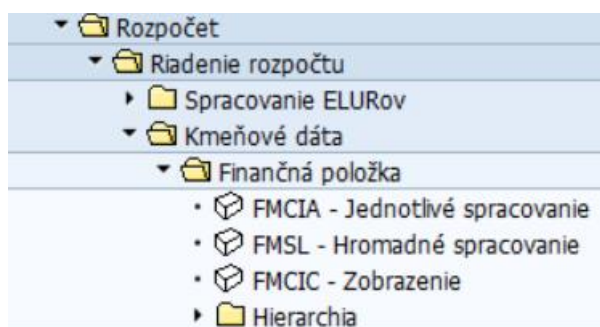 Rozpočet
Riadenie rozpočtu
Spracovanie ELURov
Kmeňové dáta
Finančná položka
FMCIA - Jednotlivé spracovanie
FMSL - Hromadné spracovanie
FMCIC - Zobrazenie
Hierarchia